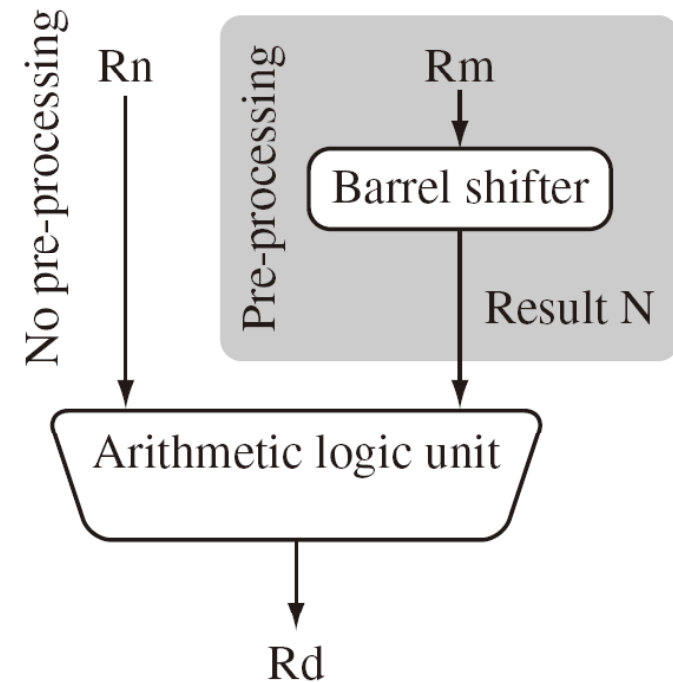 No pre-processing
Rn
Pre-processing
Rm
Barrel shifter
Result N
Arithmetic logic unit
Rd